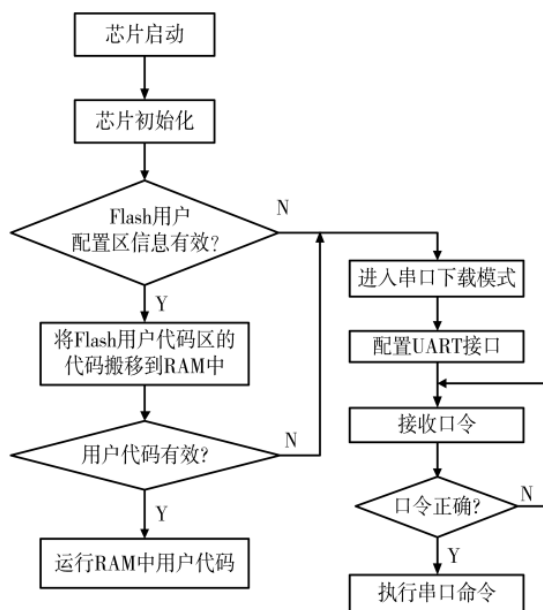 芯片启动
芯片初始化
Flash用户
配置区信息有效?
N
Y
将Flash用户代码区的
代码搬移到RAM中
用户代码有效?
N
Y
运行RAM中用户代码
进入串口下载模式
配置UART接口
接收口令
口令正确?
N
Y
执行串口命令